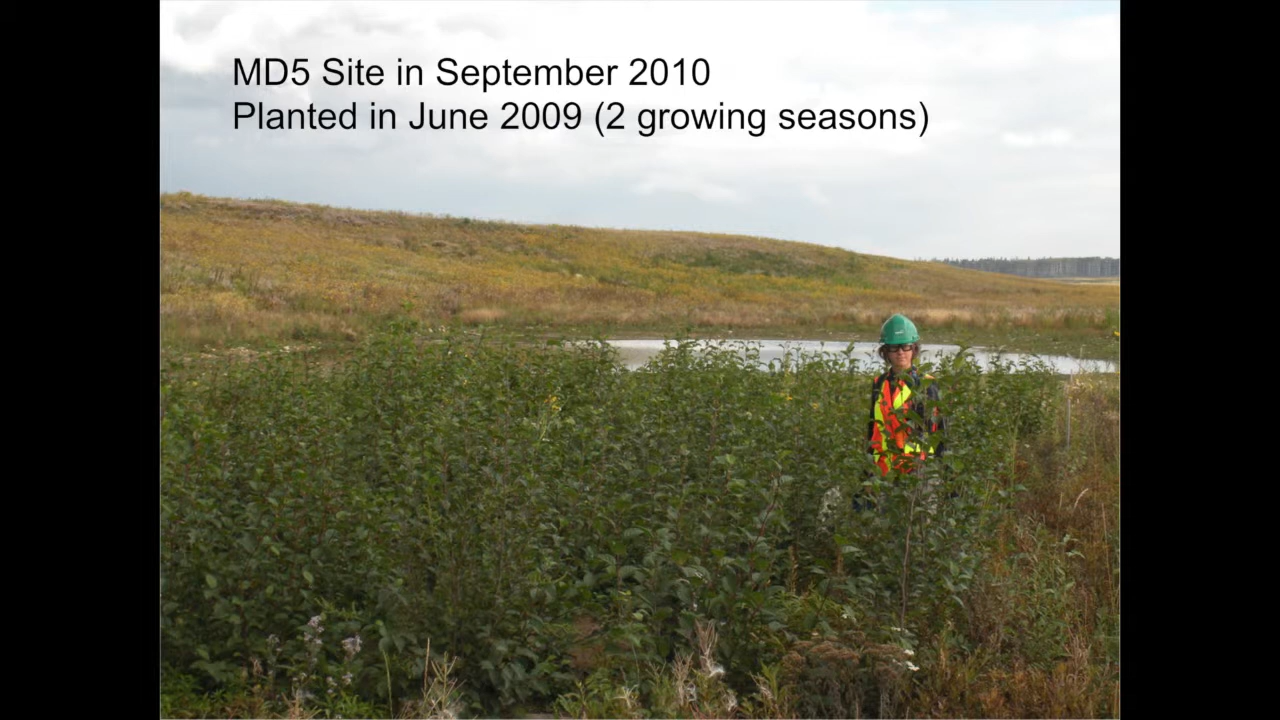 MD5 Site in September 2010
Planted in June 2009 (2 growing seasons)